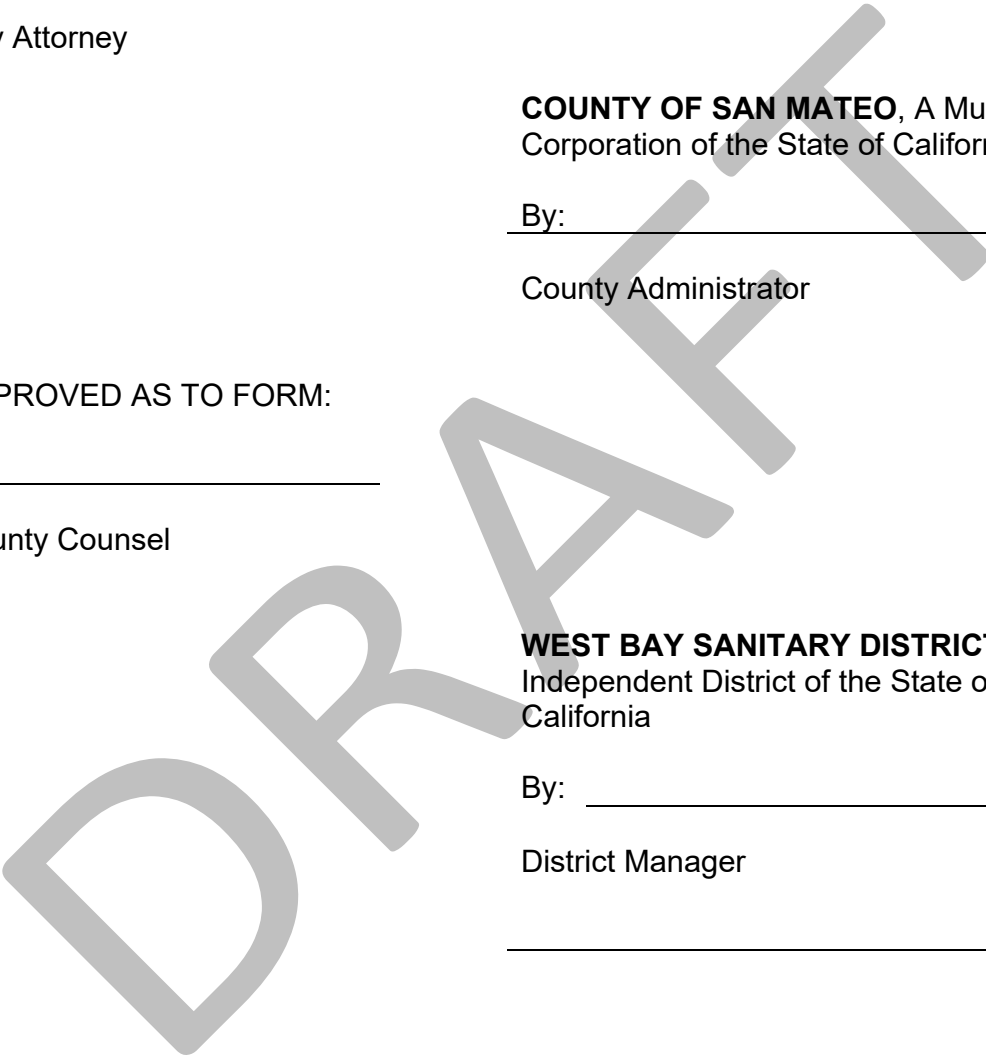 y Attorney
COUNTY OF SAN MATEO, A Mu
Corporation of the State of Califor
By:
County Administrator
PROVED AS TO FORM:
unty Counsel
WEST BAY SANITARY DISTRICT
Independent District of the State o
California
By:
District Manager
DRAFT